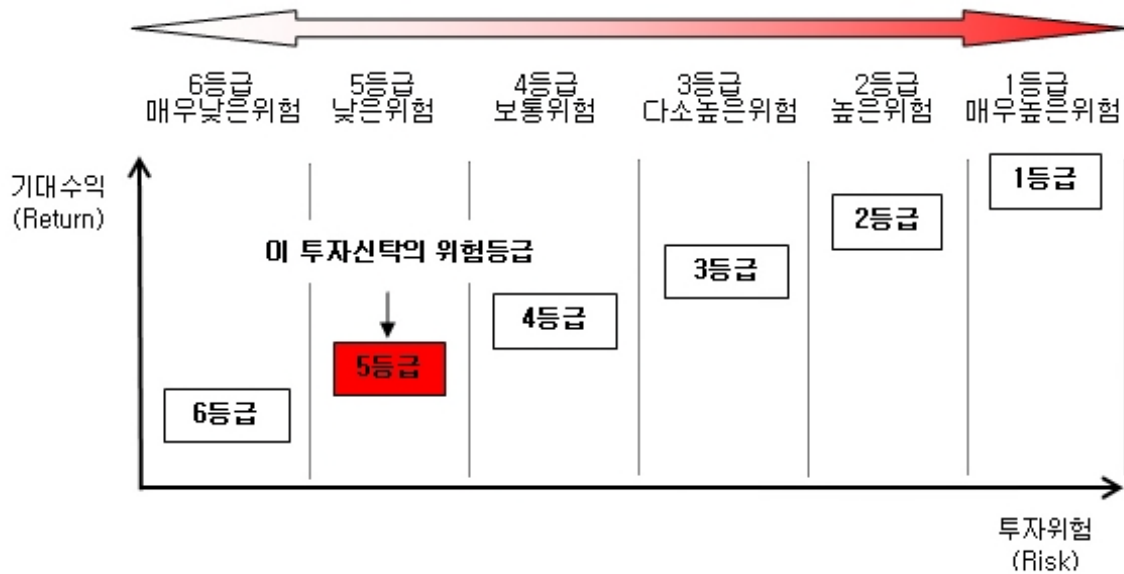 6등급 5등급 4등급 3등급 2등급 1등급
매우낮은위험 낮은위험 보통위험 다소높은위험 높은위험 매우높은위험
기대수익
(Return)
1등급
2등급
이 투자신탁의 위험등급
3등급
4등급
5등급
6등급
투자위험
(Risk)